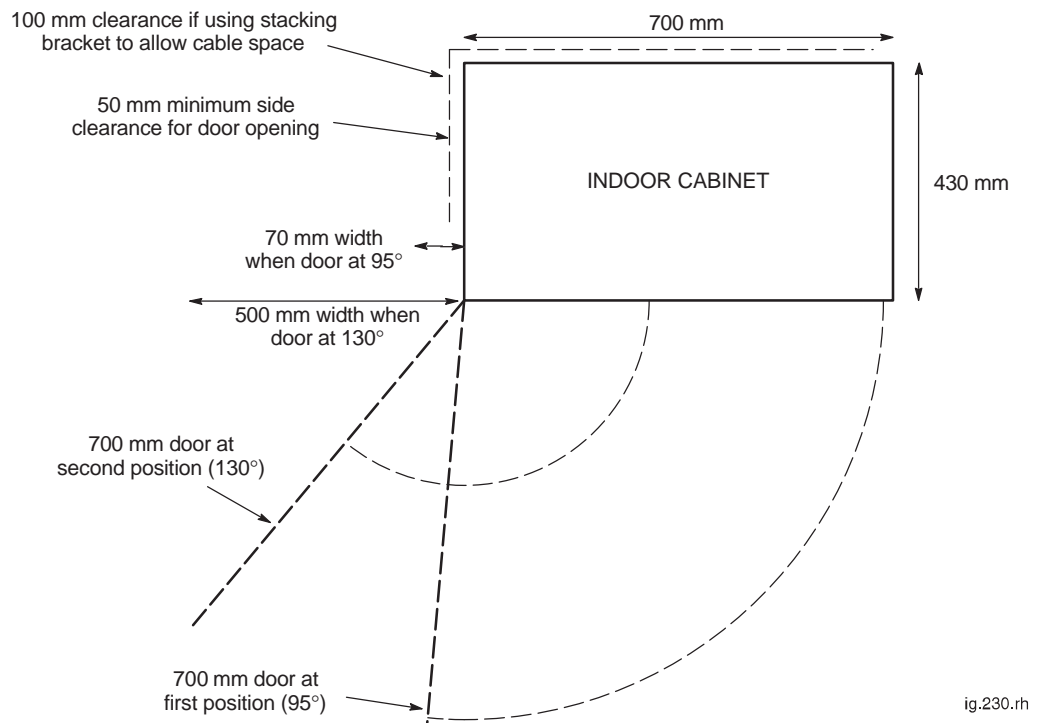 100 mm clearance if using stacking
bracket to allow cable space
700 mm
50 mm minimum side
clearance for door opening
INDOOR CABINET
430 mm
70 mm width
when door at 95°
500 mm width when
door at 130°
700 mm door at
second position (130°)
700 mm door at
first position (95°)
ig.230.rh